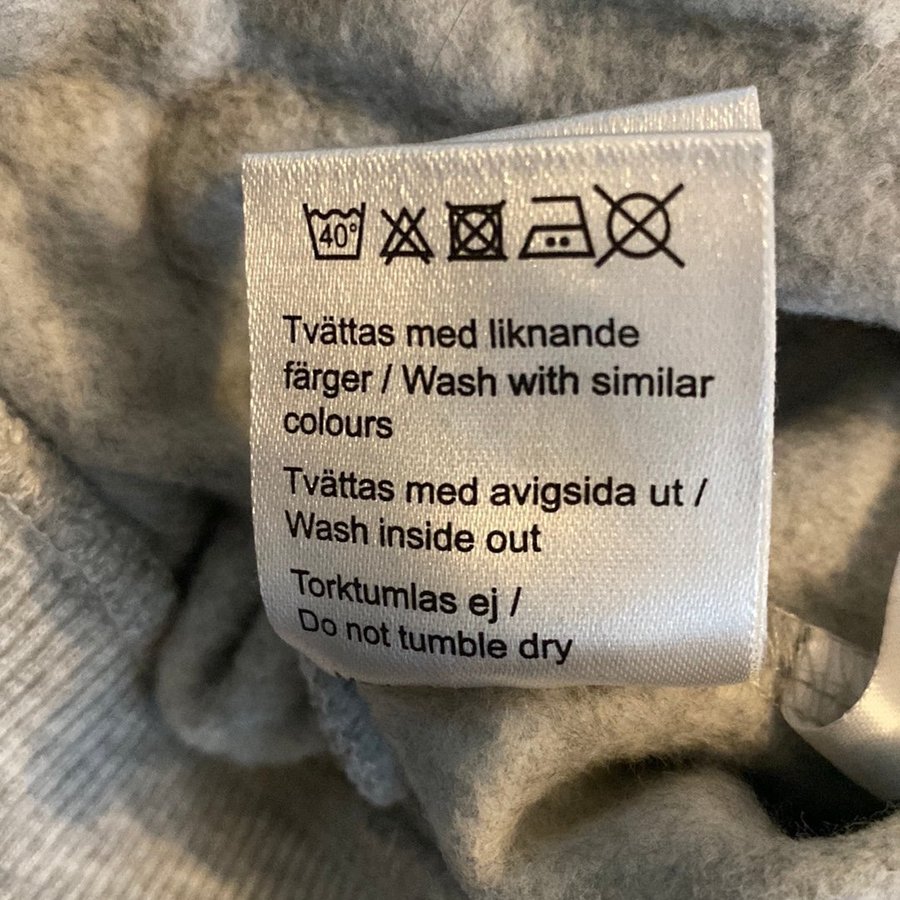 40°
Tvättas med liknande
färger / Wash with similar
colours
Tvättas med avigsida ut /
Wash inside out
Torktumlas ej /
Do not tumble dry